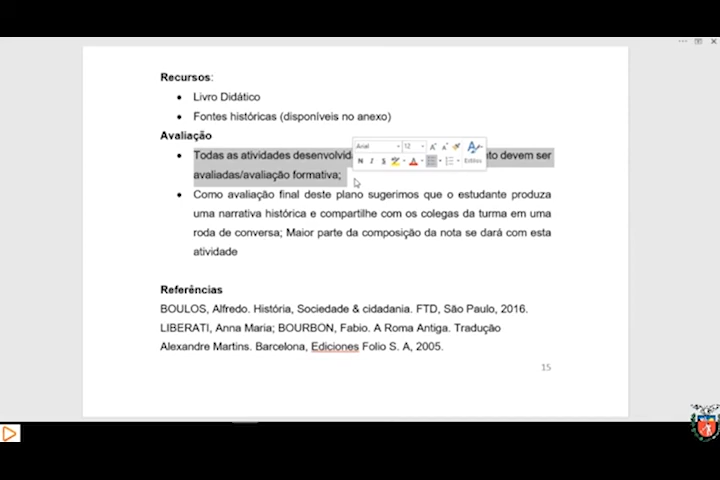 Recursos:
• Livro Didático
• Fontes históricas (disponíveis no anexo)
Avaliação
• Todas as atividades desenvolvid devem ser
avaliadas/avaliação formativa;
Arial 12
N I S Estilos
• Como avaliação final deste plano sugerimos que o estudante produza
uma narrativa histórica e compartilhe com os colegas da turma em uma
roda de conversa; Maior parte da composição da nota se dará com esta
atividade
Referências
BOULOS, Alfredo. História, Sociedade & cidadania. FTD, São Paulo, 2016.
LIBERATI, Anna Maria; BOURBON, Fabio. A Roma Antiga. Tradução
Alexandre Martins. Barcelona, Ediciones Folio S. A, 2005.
15